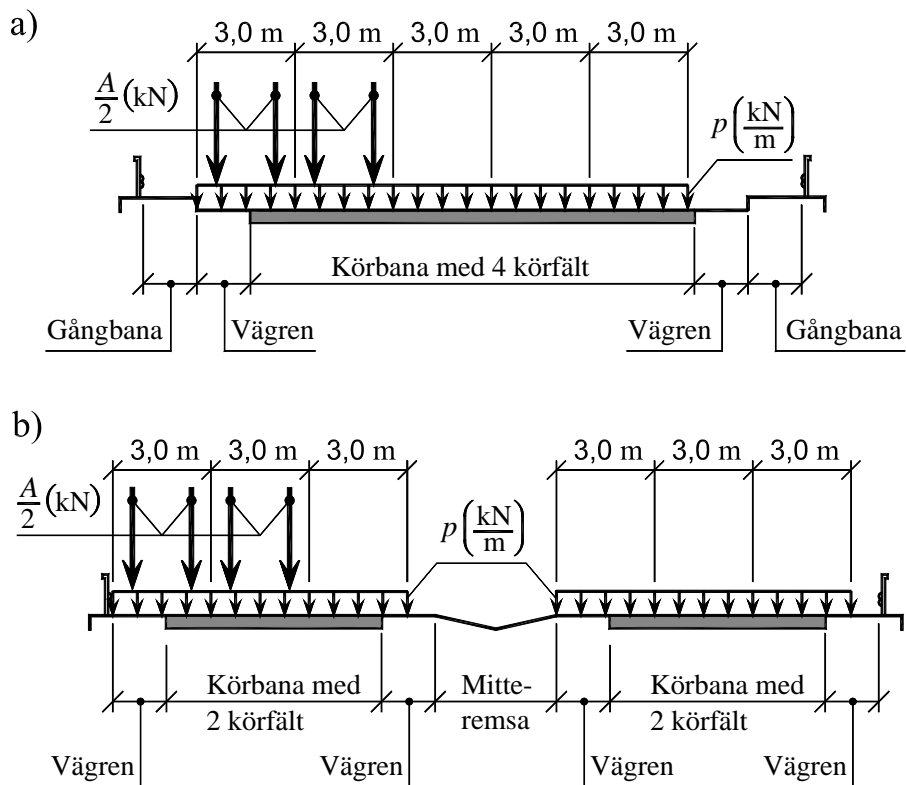 a)
3,0 m 3,0 m 3,0 m 3,0 m 3,0 m
A/2 (kN)
p (kN/m)
Körbana med 4 körfält
Gångbana Vägren Vägren Gångbana
b)
3,0 m 3,0 m 3,0 m 3,0 m 3,0 m 3,0 m
A/2 (kN)
p (kN/m)
Körbana med 2 körfält
Mitte-
remsa
Körbana med 2 körfält
Vägren Vägren Vägren Vägren